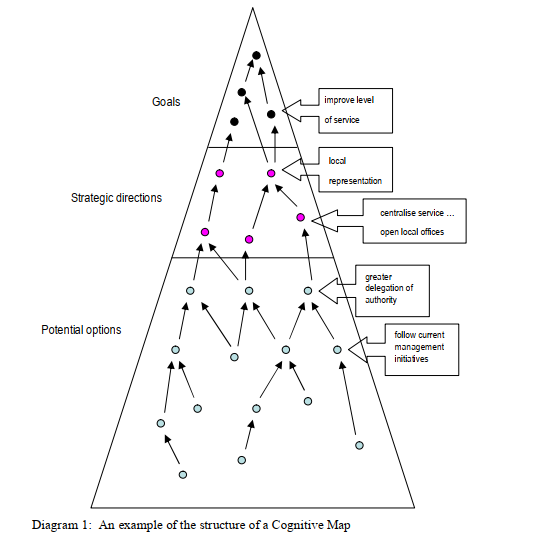 Goals
improve level
of service
local
representation
Strategic directions
centralise service ...
open local offices
greater
delegation of
authority
Potential options
follow current
management
initiatives
Diagram 1:  An example of the structure of a Cognitive Map